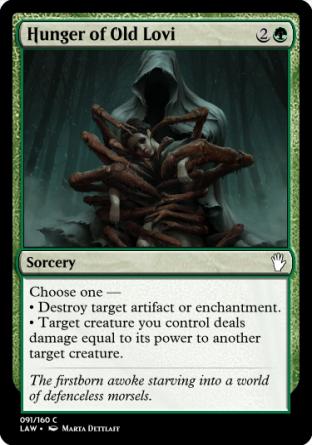 Hunger of Old Lovi 2
Sorcery
Choose one —
• Destroy target artifact or enchantment.
• Target creature you control deals
damage equal to its power to another
target creature.
The firstborn awoke starving into a world
of defenceless morsels.
091/160 C
LAW • Marta Dettlaff